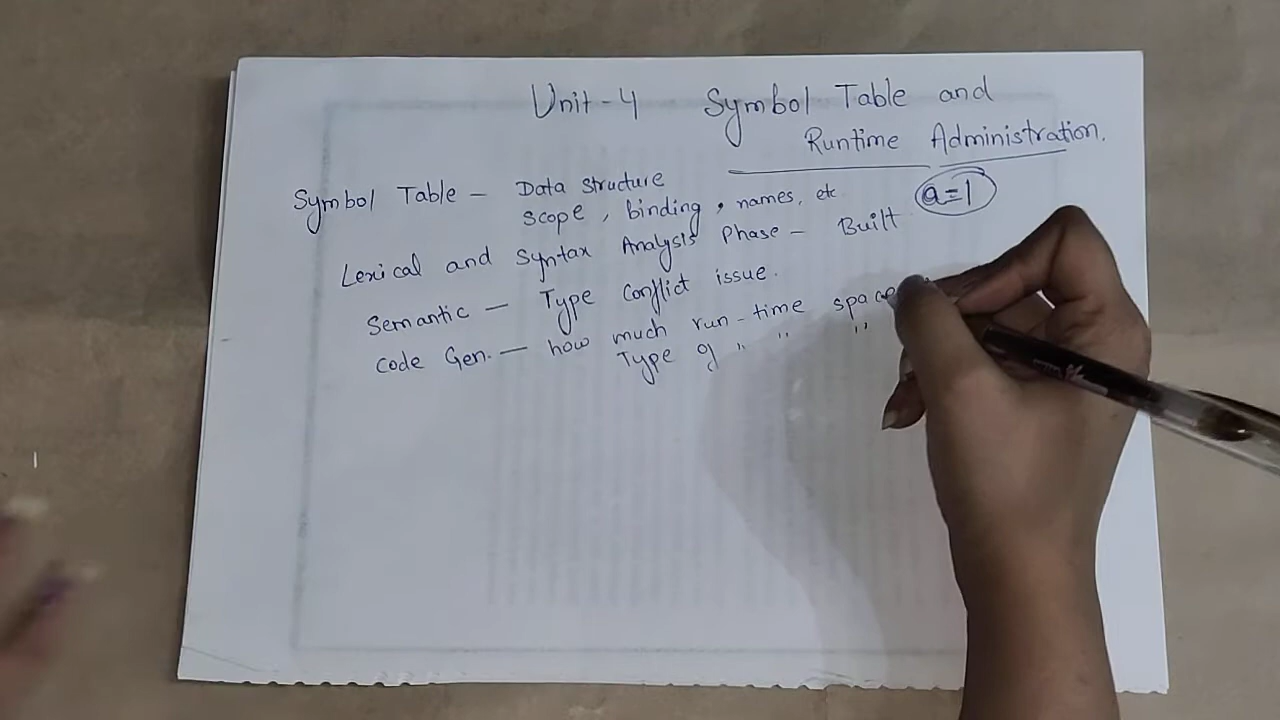 Unit - 4 Symbol Table and
Runtime Administration.
Symbol Table - Data Structure
Scope, binding, names, etc
a=1
Lexical and Syntax Analysis Phase - Built
Semantic - Type Conflict issue.
Code Gen. - how much run-time space
Type of " " "